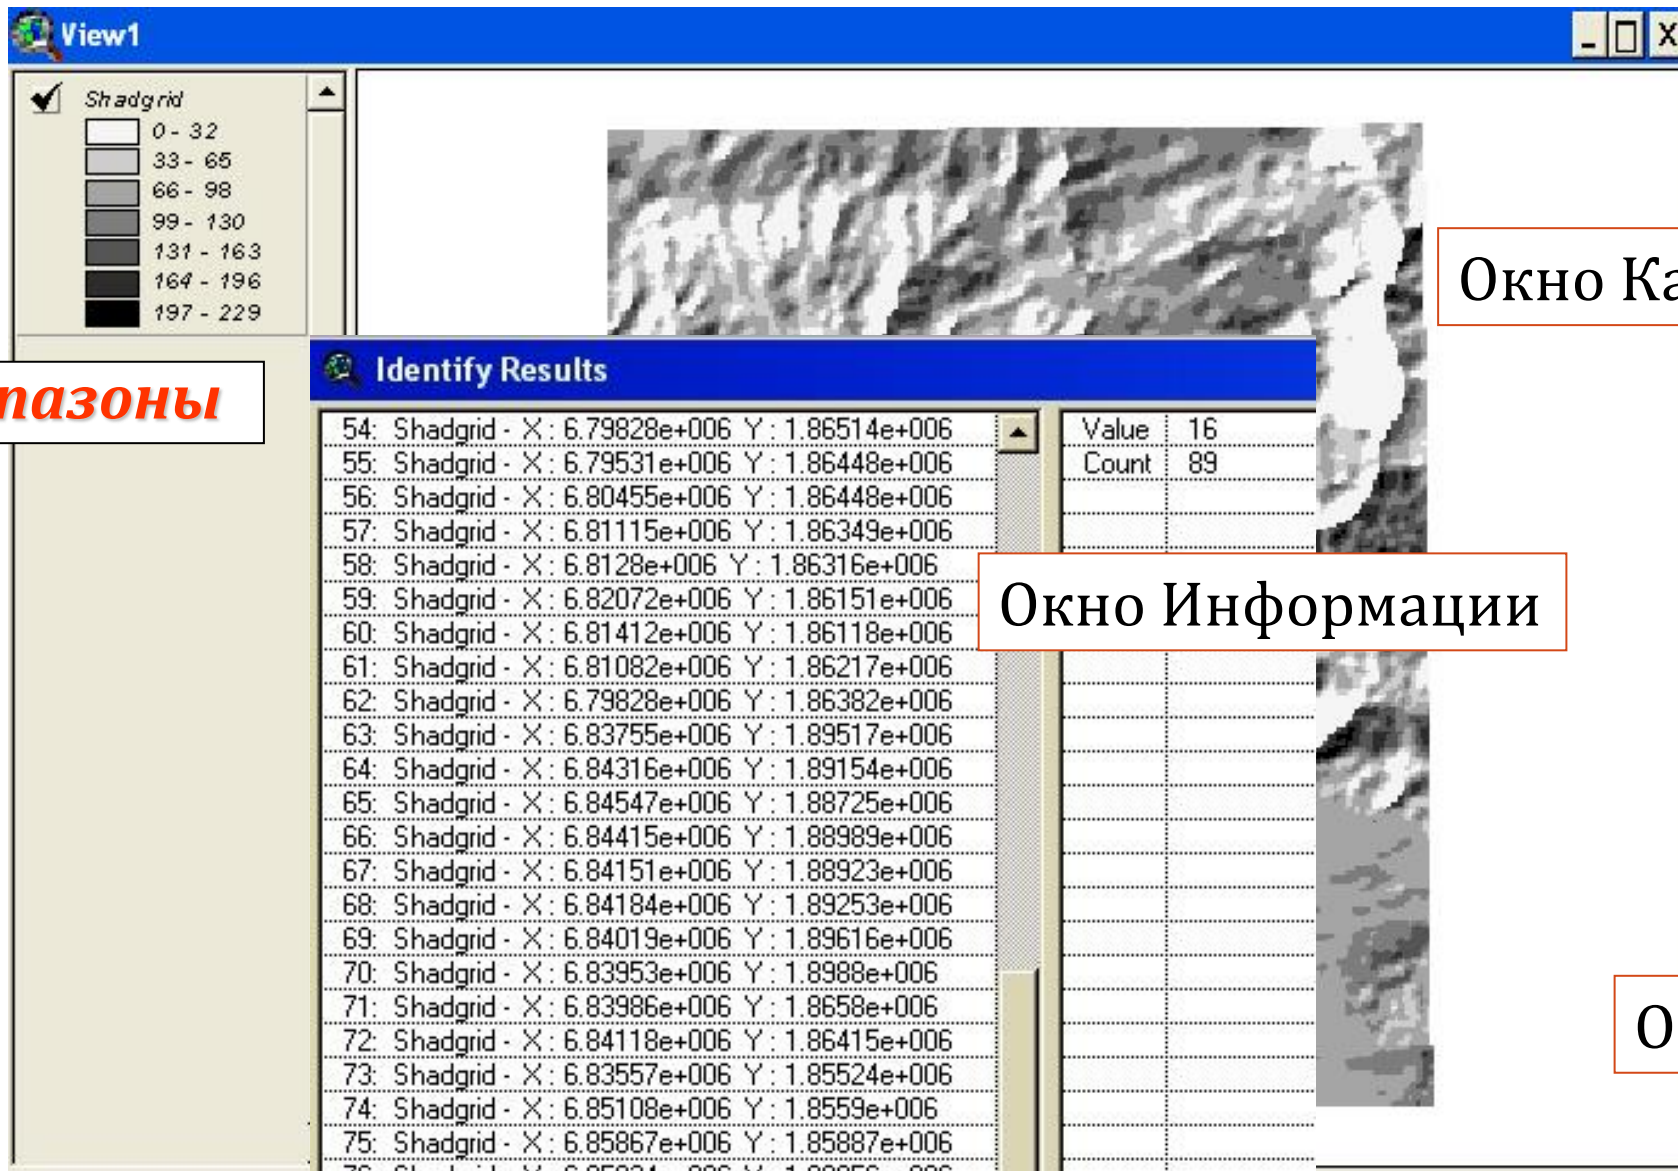 View1
Shadgrid
0 - 32
33 - 65
66 - 98
99 - 130
131 - 163
164 - 196
197 - 229
Окно Ка
пазоны
Identify Results
54: Shadgrid - X : 6.79828e+006 Y : 1.86514e+006
55: Shadgrid - X : 6.79531e+006 Y : 1.86448e+006
56: Shadgrid - X : 6.80455e+006 Y : 1.86448e+006
57: Shadgrid - X : 6.81115e+006 Y : 1.86349e+006
58: Shadgrid - X : 6.8128e+006 Y : 1.86316e+006
59: Shadgrid - X : 6.82072e+006 Y : 1.86151e+006
60: Shadgrid - X : 6.81412e+006 Y : 1.86118e+006
61: Shadgrid - X : 6.81082e+006 Y : 1.86217e+006
62: Shadgrid - X : 6.79828e+006 Y : 1.86382e+006
63: Shadgrid - X : 6.83755e+006 Y : 1.89517e+006
64: Shadgrid - X : 6.84316e+006 Y : 1.89154e+006
65: Shadgrid - X : 6.84547e+006 Y : 1.88725e+006
66: Shadgrid - X : 6.84415e+006 Y : 1.88989e+006
67: Shadgrid - X : 6.84151e+006 Y : 1.88923e+006
68: Shadgrid - X : 6.84184e+006 Y : 1.89253e+006
69: Shadgrid - X : 6.84019e+006 Y : 1.89616e+006
70: Shadgrid - X : 6.83953e+006 Y : 1.8988e+006
71: Shadgrid - X : 6.83986e+006 Y : 1.8658e+006
72: Shadgrid - X : 6.84118e+006 Y : 1.86415e+006
73: Shadgrid - X : 6.83557e+006 Y : 1.85524e+006
74: Shadgrid - X : 6.85108e+006 Y : 1.8559e+006
75: Shadgrid - X : 6.85867e+006 Y : 1.85887e+006
Value 16
Count 89
Окно Информации
О